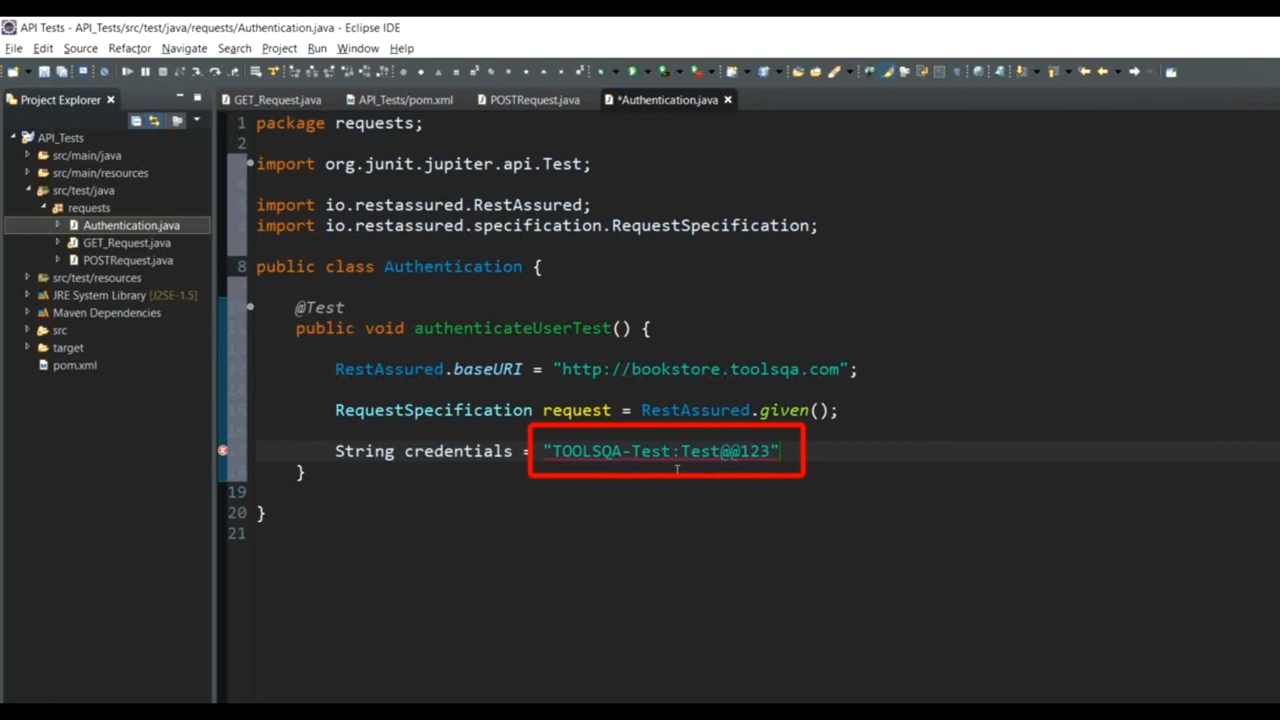 API Tests - API_Tests/src/test/java/requests/Authentication.java - Eclipse IDE
File Edit Source Refactor Navigate Search Project Run Window Help
Project Explorer
GET_Request.java API_Tests/pom.xml POSTRequest.java *Authentication.java
API_Tests
src/main/java
src/main/resources
src/test/java
requests
Authentication.java
GET_Request.java
POSTRequest.java
src/test/resources
JRE System Library [J2SE-1.5]
Maven Dependencies
src
target
pom.xml
1 package requests;
2
import org.junit.jupiter.api.Test;
import io.restassured.RestAssured;
import io.restassured.specification.RequestSpecification;
8 public class Authentication {
@Test
public void authenticateUserTest() {
RestAssured.baseURI = "http://bookstore.toolsqa.com";
RequestSpecification request = RestAssured.given();
String credentials = "TOOLSQA-Test:Test@@123"
}
19
20 }
21